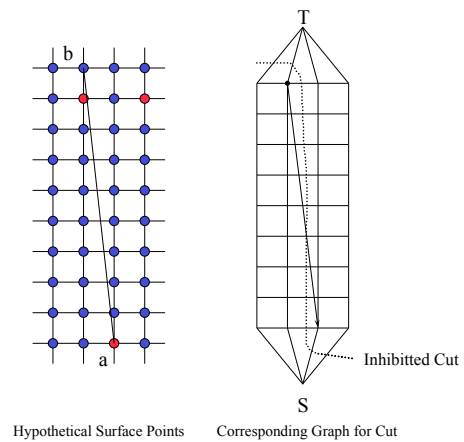 b
a
T
S
Inhibitted Cut
Hypothetical Surface Points
Corresponding Graph for Cut